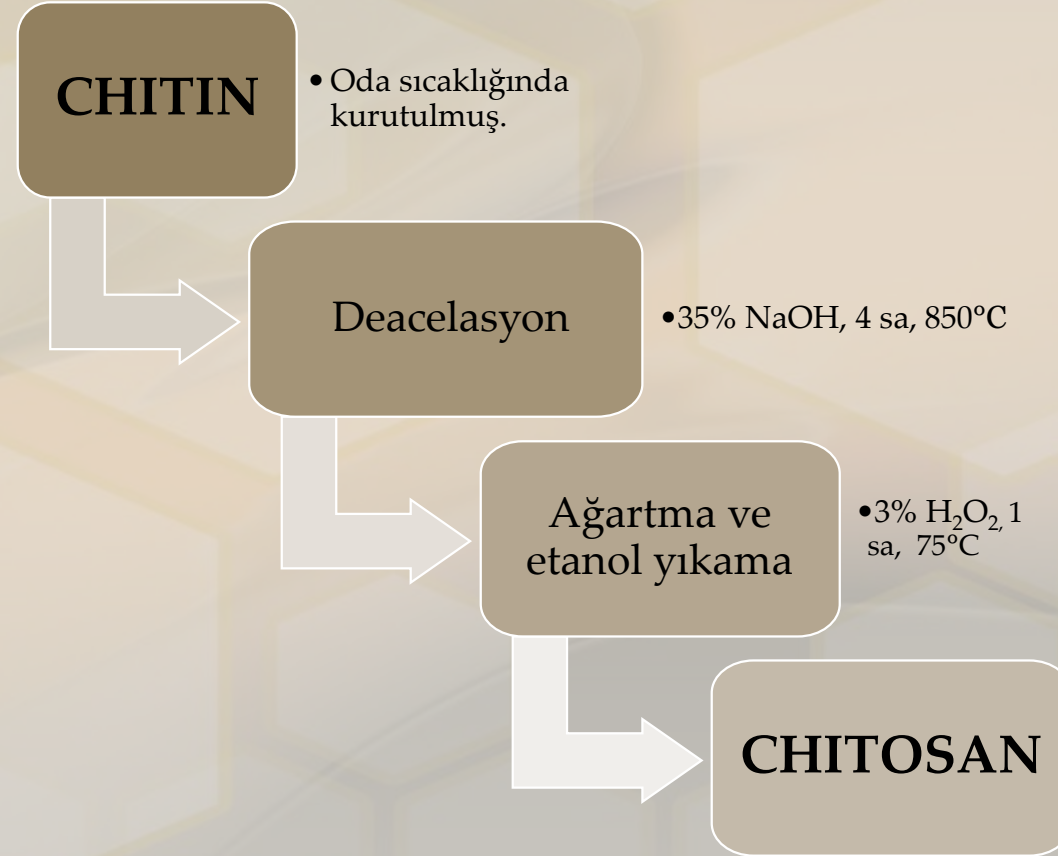 CHITIN
•Oda sıcaklığında
kurutulmuş.
Deacelasyon
•35% NaOH, 4 sa, 850°C
Ağartma ve
etanol yıkama
•3% H₂O₂, 1
sa, 75°C
CHITOSAN